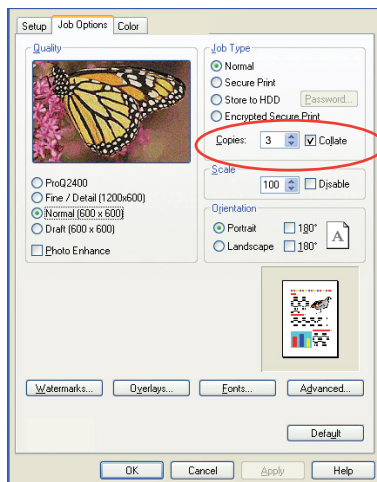 Setup Job Options Color
Quality
ProQ2400
Fine / Detail (1200x600)
Normal (600 x 600)
Draft (600 x 600)
Photo Enhance
Job Type
Normal
Secure Print
Store to HDD Password...
Encrypted Secure Print
Copies: 3 Collate
Scale
100 Disable
Orientation
Portrait 180°
Landscape 180°
A
Watermarks... Overlays... Fonts... Advanced...
Default
OK Cancel Apply Help